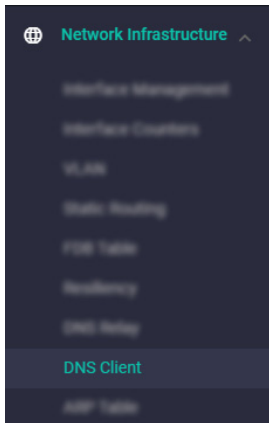 Network Infrastructure
Interface Management
Interface Counters
VLAN
Static Routing
FDB Table
Resiliency
DNS Relay
DNS Client
ARP Table